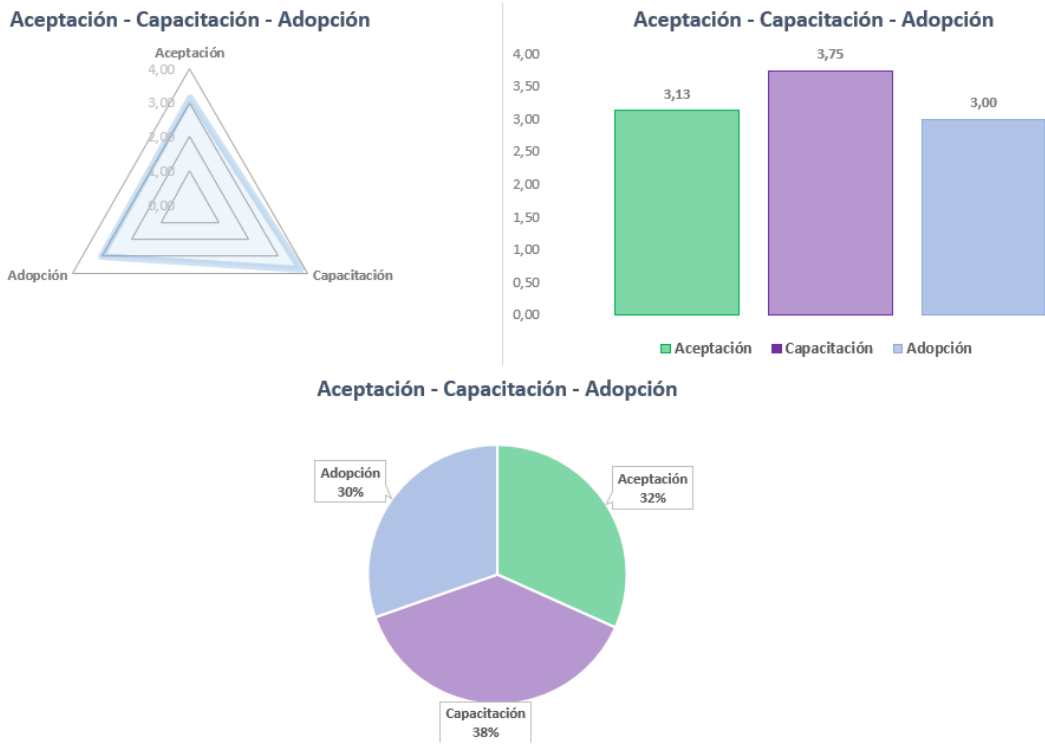 Aceptación - Capacitación - Adopción
Aceptación
4,00
3,00
2,00
1,00
0,00
Adopción
Capacitación
Aceptación - Capacitación - Adopción
4,00
3,50
3,00
2,50
2,00
1,50
1,00
0,50
0,00
3,13
3,75
3,00
Aceptación Capacitación Adopción
Aceptación - Capacitación - Adopción
Adopción
30%
Aceptación
32%
Capacitación
38%